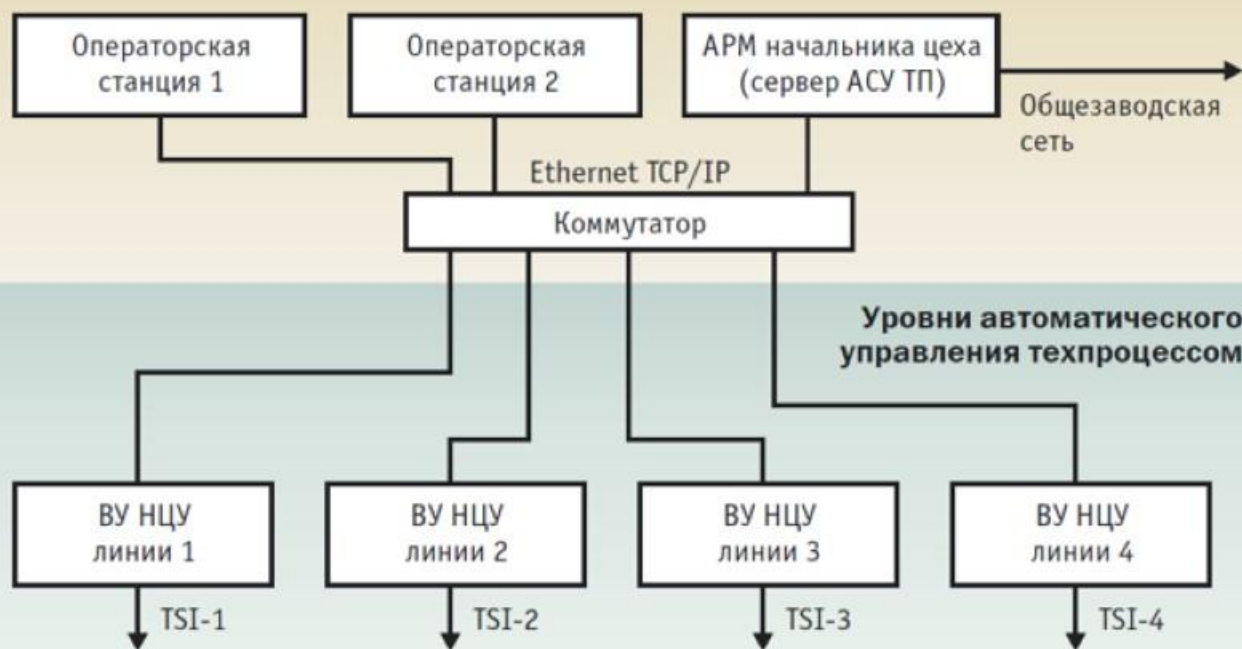 Операторская
станция 1
Операторская
станция 2
АРМ начальника цеха
(сервер АСУ ТП)
Общезаводская
сеть
Ethernet TCP/IP
Коммутатор
Уровни автоматического
управления техпроцессом
ВУ НЦУ
линии 1
ВУ НЦУ
линии 2
ВУ НЦУ
линии 3
ВУ НЦУ
линии 4
TSI-1
TSI-2
TSI-3
TSI-4